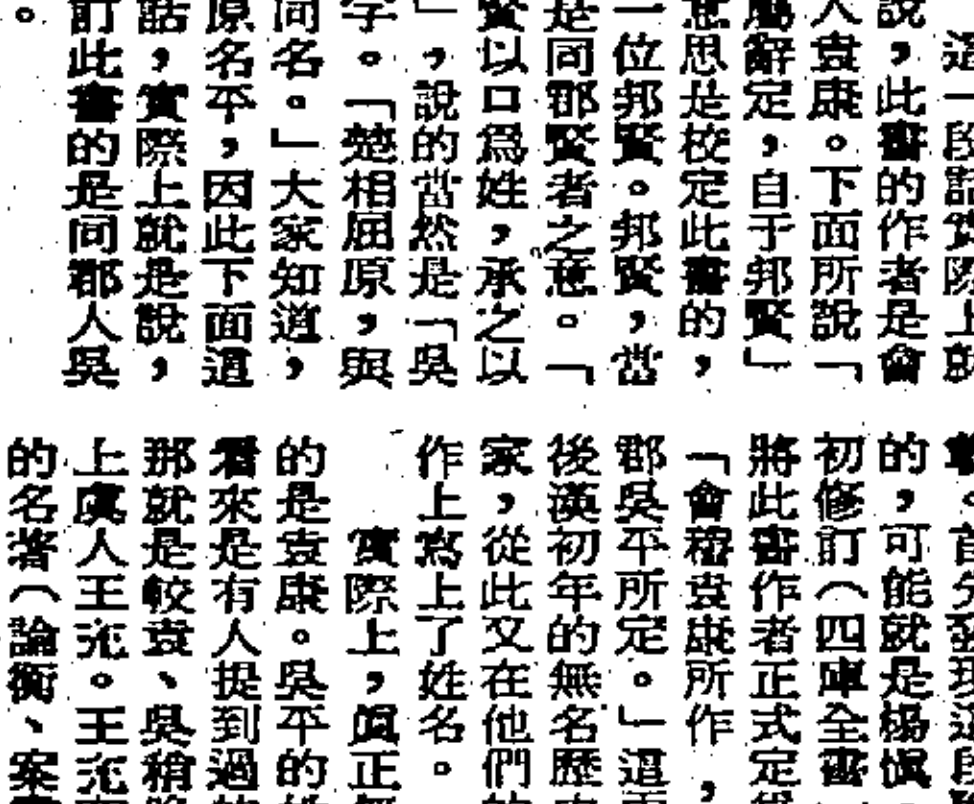 這一段話實際上就
說，此書的作者是會
人袁康。下面所說「
屬辭定，自于邦賢」
意思是校定此書的，
一位邦賢。邦賢，當
是同郡賢者之意。「
賢以口為姓，承之以
」，說的當然是「吳
字。「楚相屈原，與
同名。」大家知道，
原名平，因此下面這
話，實際上就是說，
訂此書的是同郡人吳
。
首先發現這段
的，可能就是楊慎
初修訂（四庫全書
將此書作者正式定
「會稽袁康所作，
郡吳平所定。」這
後漢初年的無名歷
家，從此又在他們的
作上寫上了姓名。
實際上，眞正
的是袁康。吳平的
看來是有人提到過
那就是較袁、吳稍
上虞人王充。王充
的名著（論衡、案